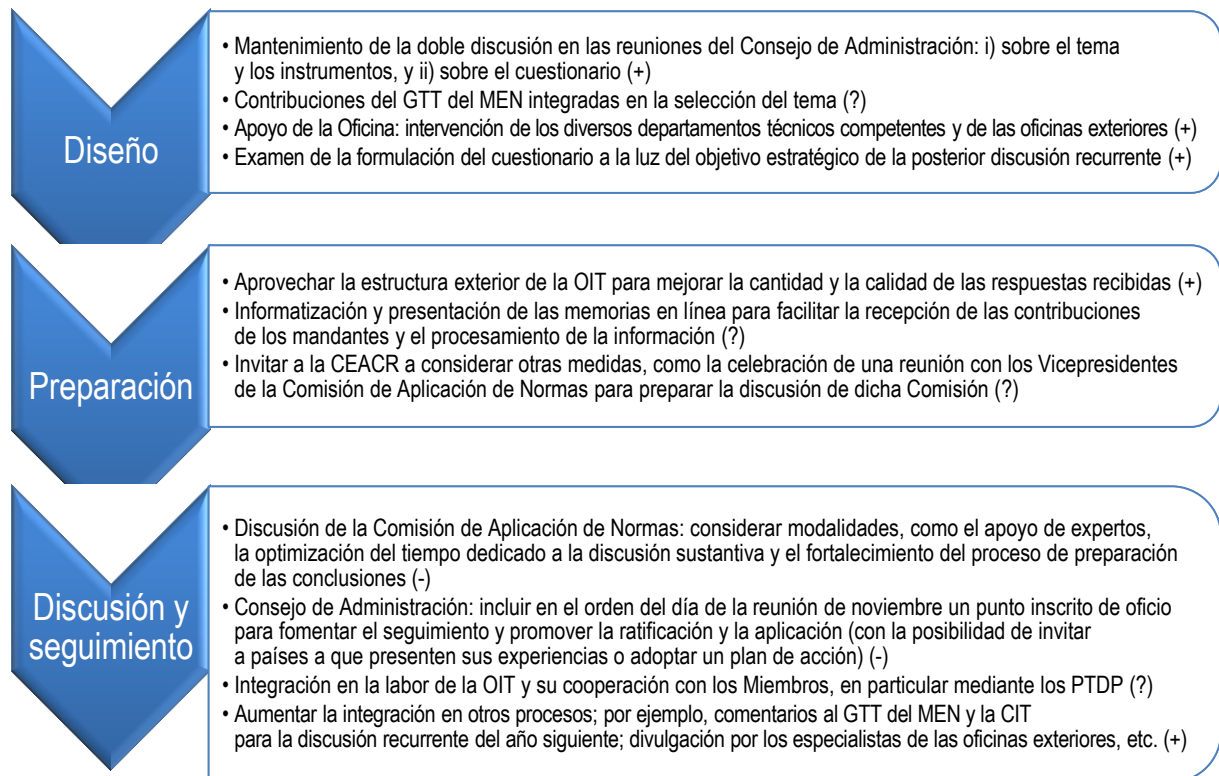 Diseño
• Mantenimiento de la doble discusión en las reuniones del Consejo de Administración: i) sobre el tema
y los instrumentos, y ii) sobre el cuestionario (+)
• Contribuciones del GTT del MEN integradas en la selección del tema (?)
• Apoyo de la Oficina: intervención de los diversos departamentos técnicos competentes y de las oficinas exteriores (+)
• Examen de la formulación del cuestionario a la luz del objetivo estratégico de la posterior discusión recurrente (+)
Preparación
• Aprovechar la estructura exterior de la OIT para mejorar la cantidad y la calidad de las respuestas recibidas (+)
• Informatización y presentación de las memorias en línea para facilitar la recepción de las contribuciones
de los mandantes y el procesamiento de la información (?)
• Invitar a la CEACR a considerar otras medidas, como la celebración de una reunión con los Vicepresidentes
de la Comisión de Aplicación de Normas para preparar la discusión de dicha Comisión (?)
Discusión y
seguimiento
• Discusión de la Comisión de Aplicación de Normas: considerar modalidades, como el apoyo de expertos,
la optimización del tiempo dedicado a la discusión sustantiva y el fortalecimiento del proceso de preparación
de las conclusiones (-)
• Consejo de Administración: incluir en el orden del día de la reunión de noviembre un punto inscrito de oficio
para fomentar el seguimiento y promover la ratificación y la aplicación (con la posibilidad de invitar
a países a que presenten sus experiencias o adoptar un plan de acción) (-)
• Integración en la labor de la OIT y su cooperación con los Miembros, en particular mediante los PTDP (?)
• Aumentar la integración en otros procesos; por ejemplo, comentarios al GTT del MEN y la CIT
para la discusión recurrente del año siguiente; divulgación por los especialistas de las oficinas exteriores, etc. (+)